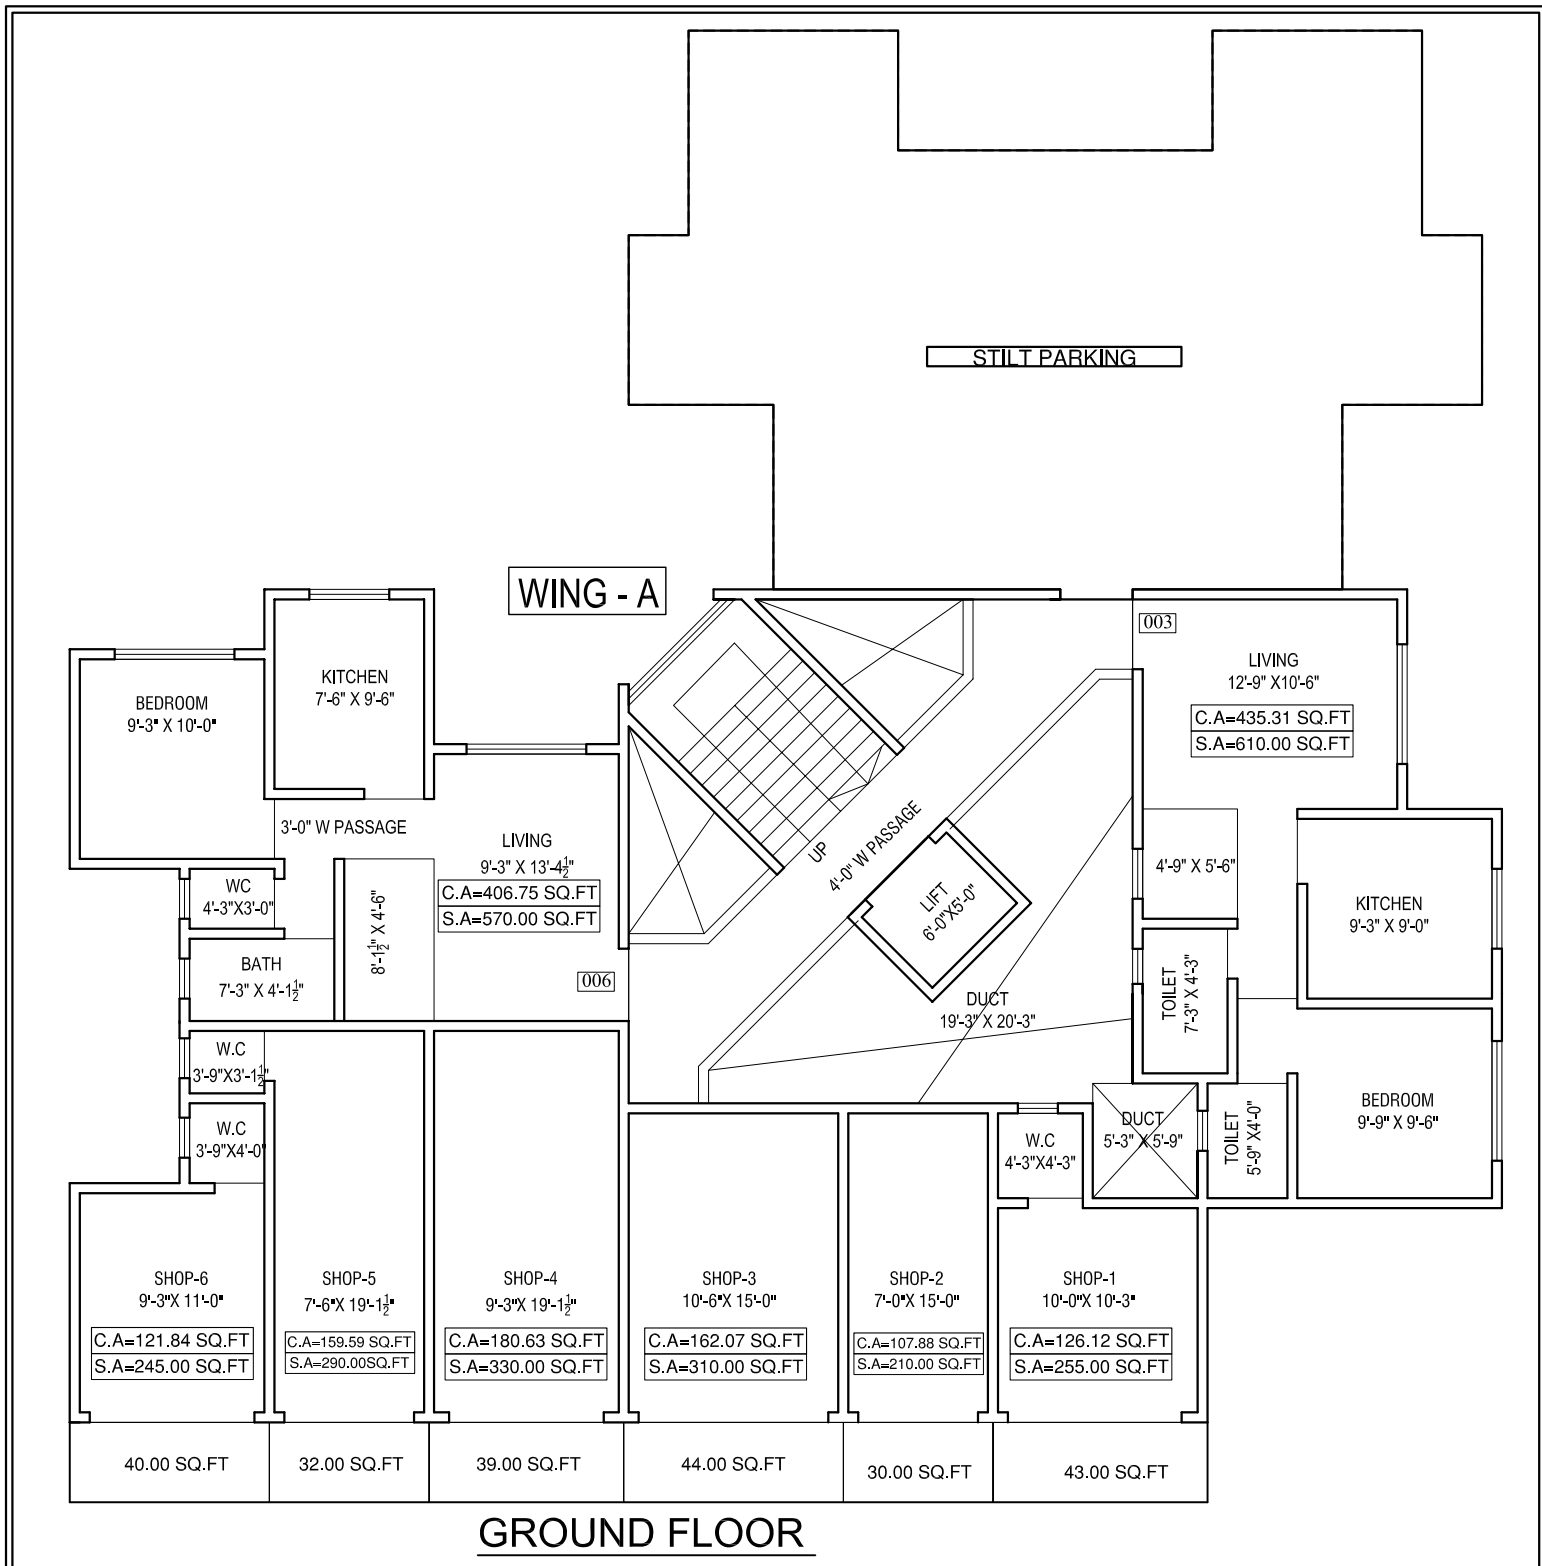 STILT PARKING
WING - A
003
LIVING
12'-9" X10'-6"
C.A=435.31 SQ.FT
S.A=610.00 SQ.FT
KITCHEN
7'-6" X 9'-6"
BEDROOM
9'-3" X 10'-0"
3'-0" W PASSAGE
LIVING
9'-3" X 13'-4½"
C.A=406.75 SQ.FT
S.A=570.00 SQ.FT
UP
4'-0" W PASSAGE
LIFT
6'-0"X5'-0"
4'-9" X 5'-6"
KITCHEN
9'-3" X 9'-0"
WC
4'-3"X3'-0"
8'-1½" X 4'-6"
BATH
7'-3" X 4'-1½"
006
DUCT
19'-3" X 20'-3"
TOILET
7'-3" X 4'-3"
W.C
3'-9"X3'-1½"
W.C
3'-9"X4'-0"
W.C
4'-3"X4'-3"
DUCT
5'-3" X 5'-9"
TOILET
5'-9" X4'-0"
BEDROOM
9'-9" X 9'-6"
SHOP-6
9'-3"X 11'-0"
C.A=121.84 SQ.FT
S.A=245.00 SQ.FT
SHOP-5
7'-6"X 19'-1½"
C.A=159.59 SQ.FT
S.A=290.00SQ.FT
SHOP-4
9'-3"X 19'-1½"
C.A=180.63 SQ.FT
S.A=330.00 SQ.FT
SHOP-3
10'-6"X 15'-0"
C.A=162.07 SQ.FT
S.A=310.00 SQ.FT
SHOP-2
7'-0"X 15'-0"
C.A=107.88 SQ.FT
S.A=210.00 SQ.FT
SHOP-1
10'-0"X 10'-3"
C.A=126.12 SQ.FT
S.A=255.00 SQ.FT
40.00 SQ.FT
32.00 SQ.FT
39.00 SQ.FT
44.00 SQ.FT
30.00 SQ.FT
43.00 SQ.FT
GROUND FLOOR